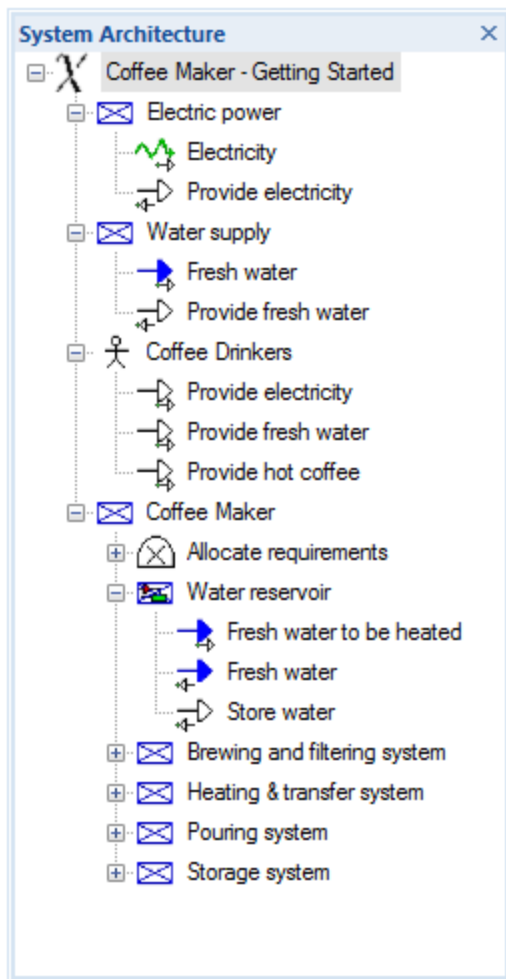 System Architecture
Coffee Maker - Getting Started
Electric power
Electricity
Provide electricity
Water supply
Fresh water
Provide fresh water
Coffee Drinkers
Provide electricity
Provide fresh water
Provide hot coffee
Coffee Maker
Allocate requirements
Water reservoir
Fresh water to be heated
Fresh water
Store water
Brewing and filtering system
Heating & transfer system
Pouring system
Storage system